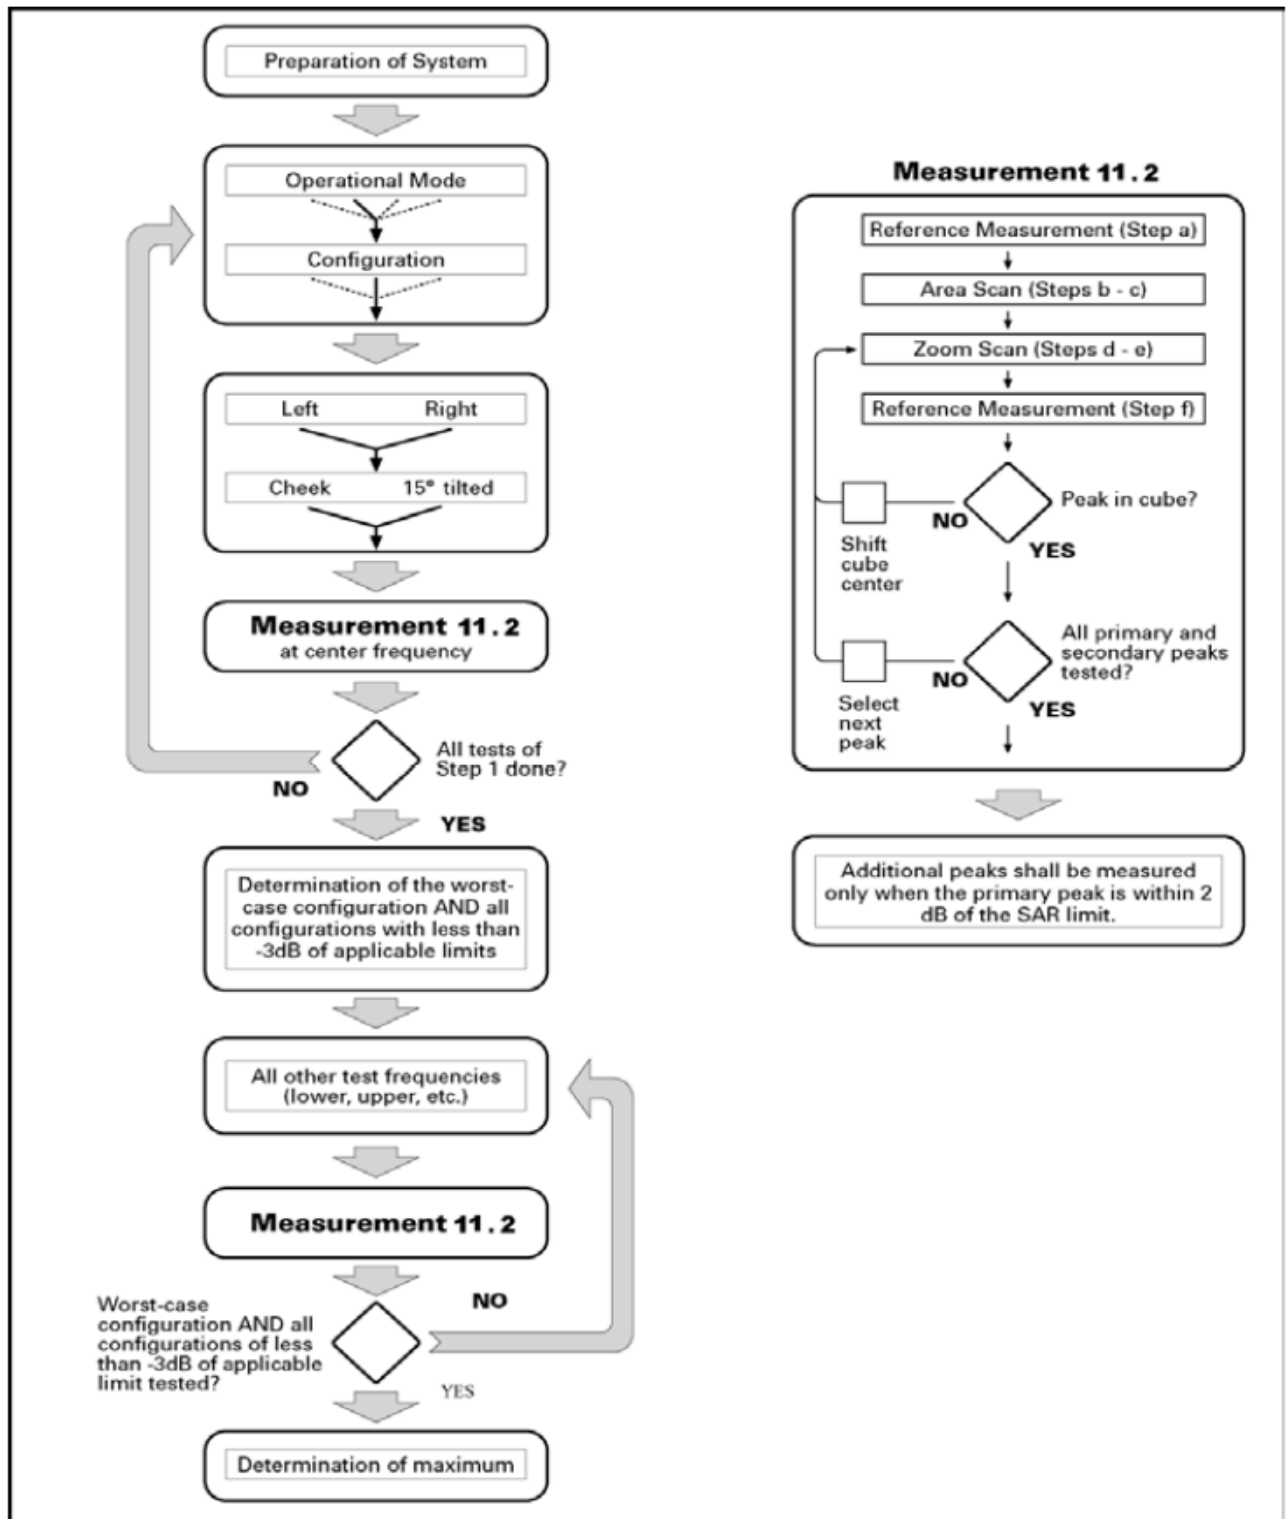 Preparation of System
Operational Mode
Configuration
Left Right
Cheek 15° tilted
Measurement 11.2
at center frequency
All tests of
Step 1 done?
NO
YES
Determination of the worst-
case configuration AND all
configurations with less than
-3dB of applicable limits
All other test frequencies
(lower, upper, etc.)
Measurement 11.2
NO
Worst-case
configuration AND all
configurations of less
than -3dB of applicable
limit tested?
YES
Determination of maximum
Measurement 11.2
Reference Measurement (Step a)
Area Scan (Steps b - c)
Zoom Scan (Steps d - e)
Reference Measurement (Step f)
Peak in cube?
NO
YES
Shift
cube
center
All primary and
secondary peaks
tested?
NO
YES
Select
next
peak
Additional peaks shall be measured
only when the primary peak is within 2
dB of the SAR limit.